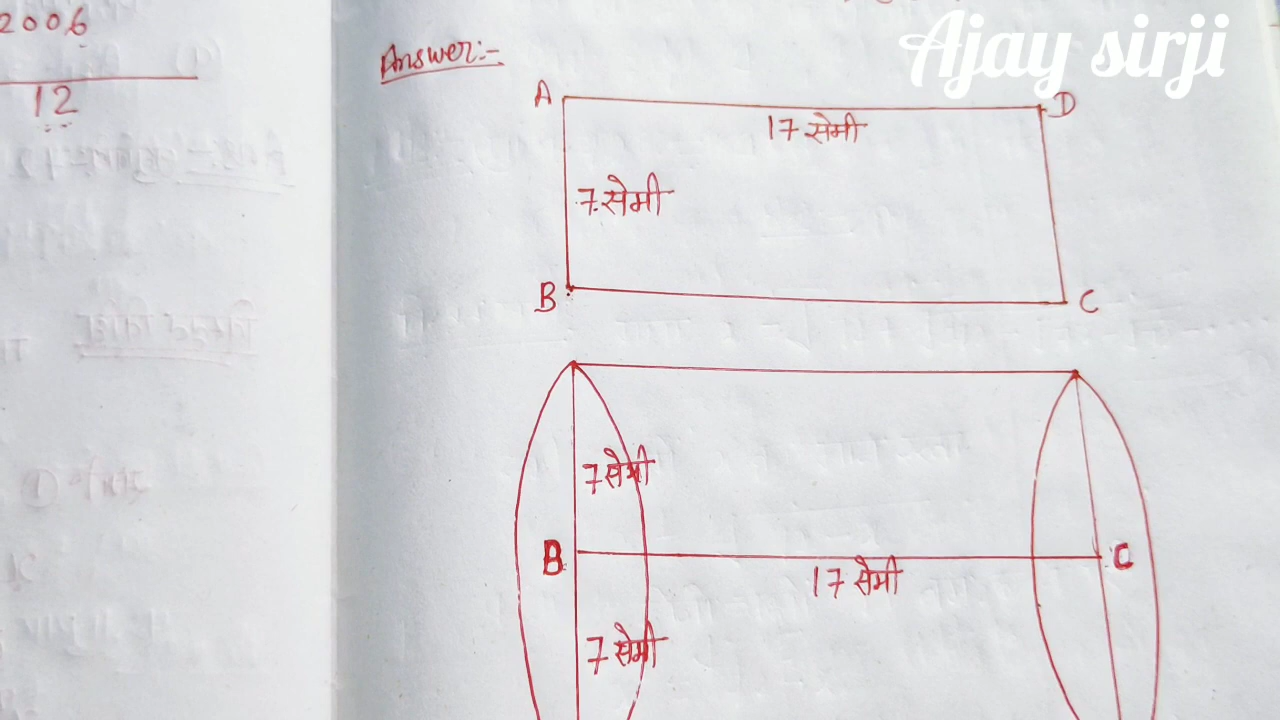 2006
12
Ajay sirji
Answer:-
A
D
17 सेमी
7 सेमी
B
C
7 सेमी
B
C
17 सेमी
7 सेमी